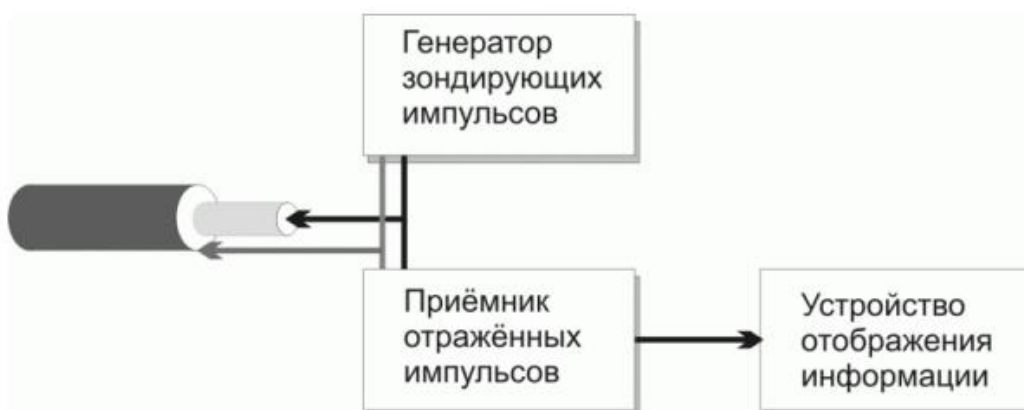 Генератор
зондирующих
импульсов
Приёмник
отражённых
импульсов
Устройство
отображения
информации